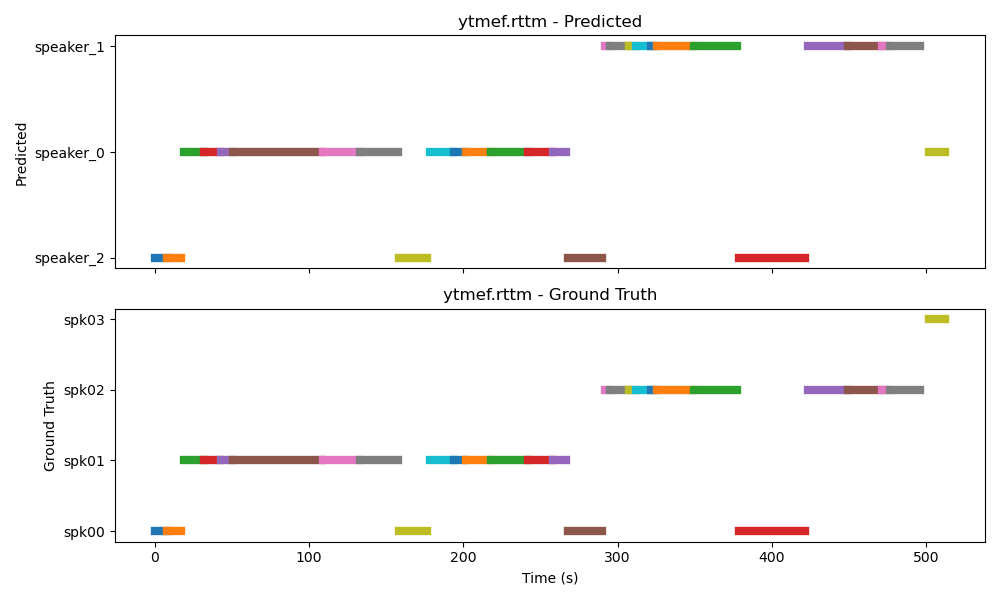 ytmef.rttm - Predicted
speaker_1
speaker_0
speaker_2
Predicted
ytmef.rttm - Ground Truth
spk03
spk02
spk01
spk00
Ground Truth
0 100 200 300 400 500
Time (s)